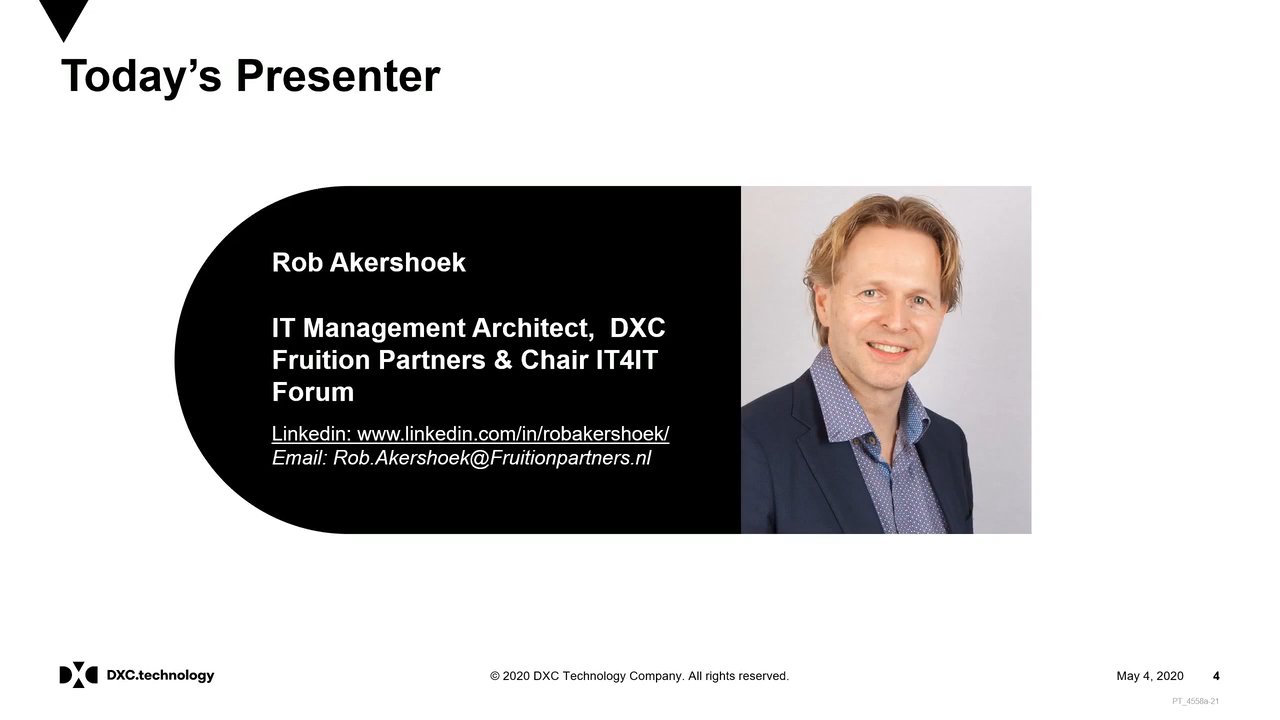 Today’s Presenter
Rob Akershoek
IT Management Architect,  DXC
Fruition Partners & Chair IT4IT
Forum
Linkedin: www.linkedin.com/in/robakershoek/
Email: Rob.Akershoek@Fruitionpartners.nl
DXC.technology
© 2020 DXC Technology Company. All rights reserved.
May 4, 2020
4
PT_4558a-21